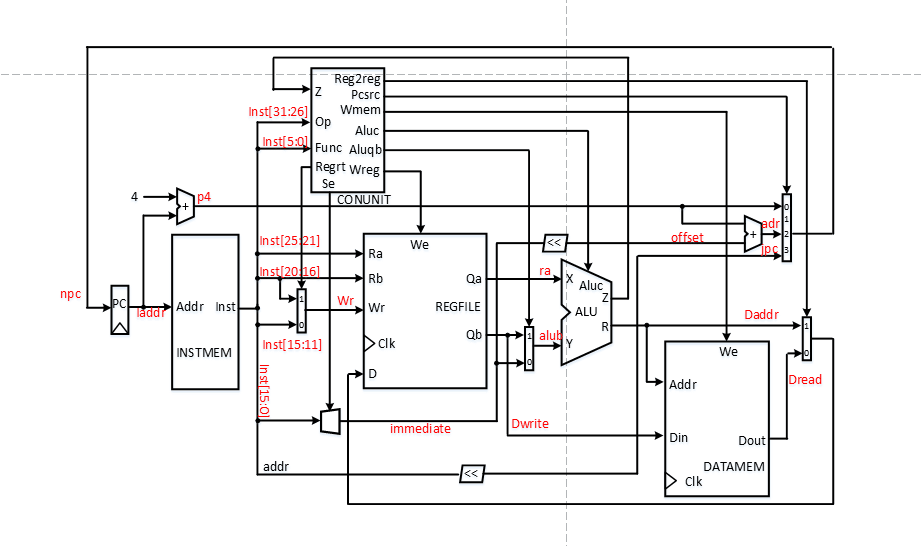 Reg2reg
Z
Pcsrc
Wmem
Inst[31:26]
Op
Aluc
Inst[5:0]
Func
Aluqb
Regrt
Wreg
Se
CONUNIT
4
p4
+
0
1
adr
2
+
offset
jpc
3
<<
Inst[25:21]
We
Ra
Inst[20:16]
Rb
Qa
ra
X
Aluc
Z
npc
PC
Iaddr
Addr
Inst
1
0
Wr
Wr
REGFILE
ALU
R
Daddr
1
0
Qb
1
0
alub
Y
Clk
INSTMEM
Inst[15:11]
We
D
Dread
Addr
Inst[15:0]
immediate
Dwrite
Din
Dout
addr
<<
DATAMEM
Clk